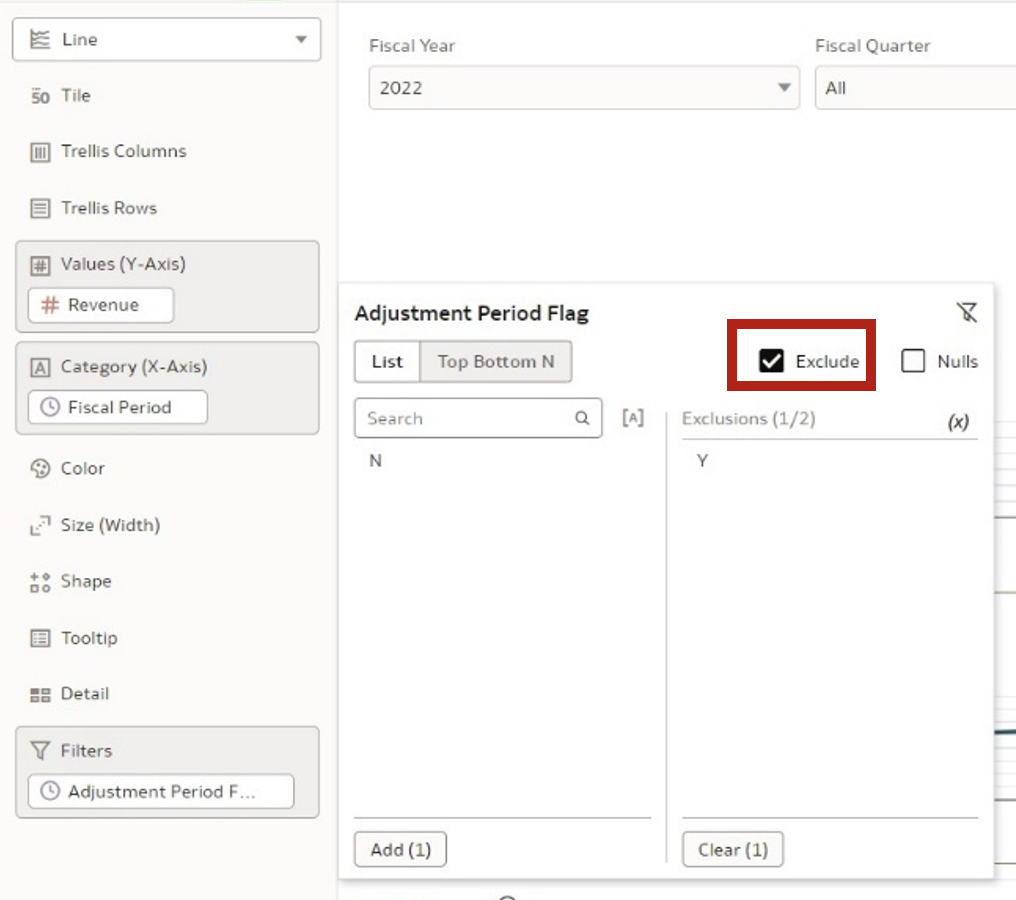 Line
50 Tile
Trellis Columns
Trellis Rows
# Values (Y-Axis)
# Revenue
A Category (X-Axis)
Fiscal Period
Color
Size (Width)
Shape
Tooltip
Detail
Filters
Adjustment Period F...
Fiscal Year
2022
Fiscal Quarter
All
Adjustment Period Flag
List
Top Bottom N
Exclude
Nulls
Search
[A]
N
Add (1)
Exclusions (1/2)
(x)
Y
Clear (1)